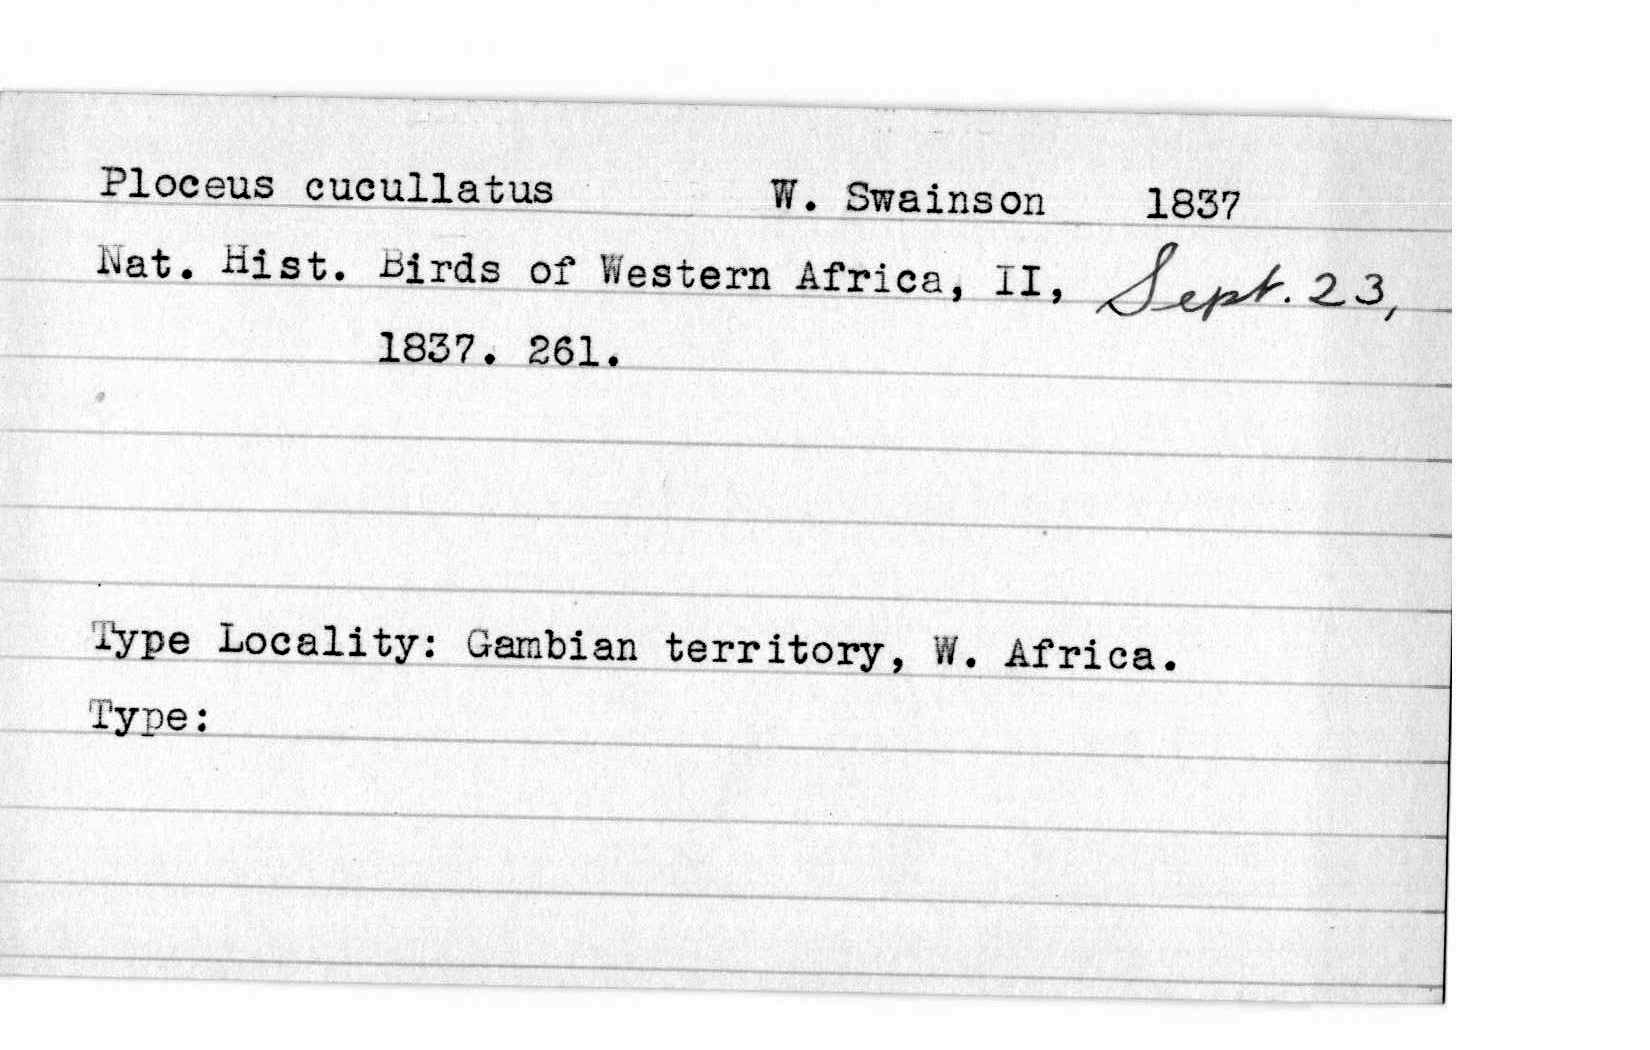 Ploceus cucullatus W. Swainson 1837
Nat. Hist. Birds of Western Africa, II, Sept. 23,
1837. 261.
Type Locality: Gambian territory, W. Africa.
Type: